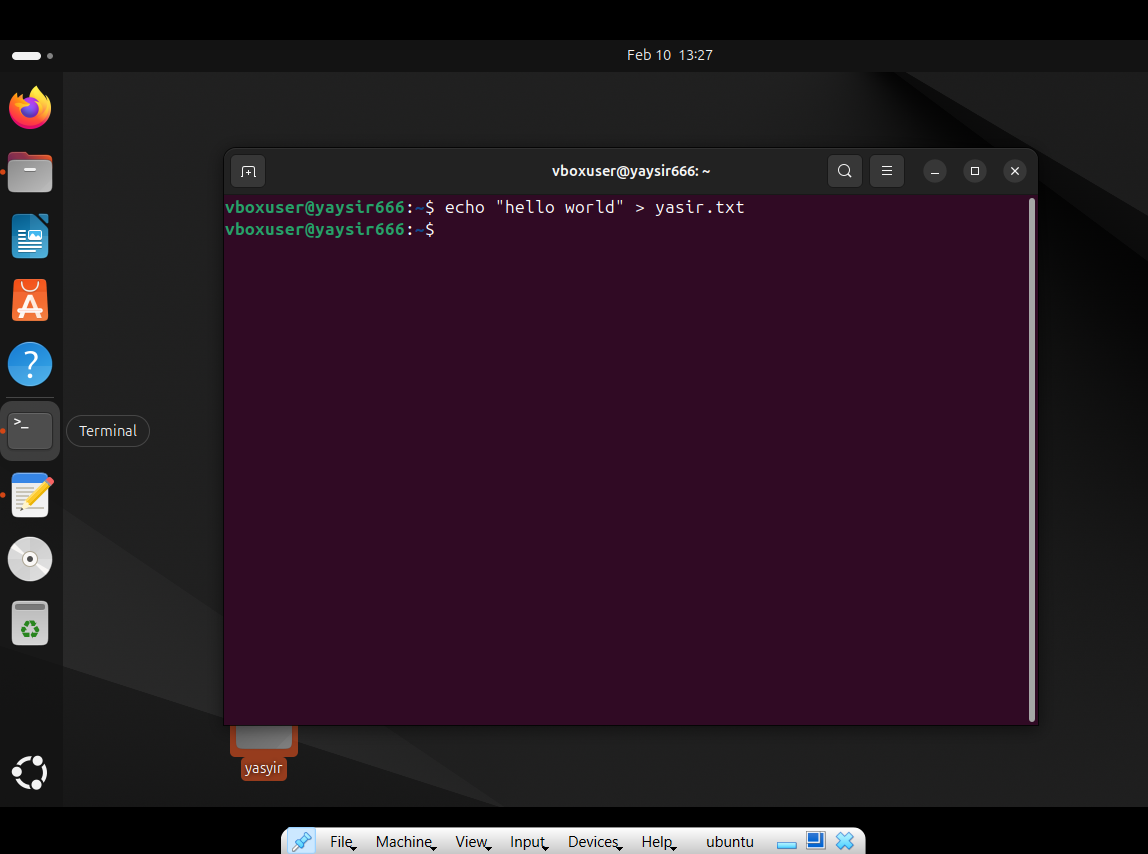 Feb 10 13:27
vboxuser@yaysir666: ~
vboxuser@yaysir666:~$ echo "hello world" > yasir.txt
vboxuser@yaysir666:~$
?
>_
Terminal
yasyir
File Machine View Input Devices Help ubuntu